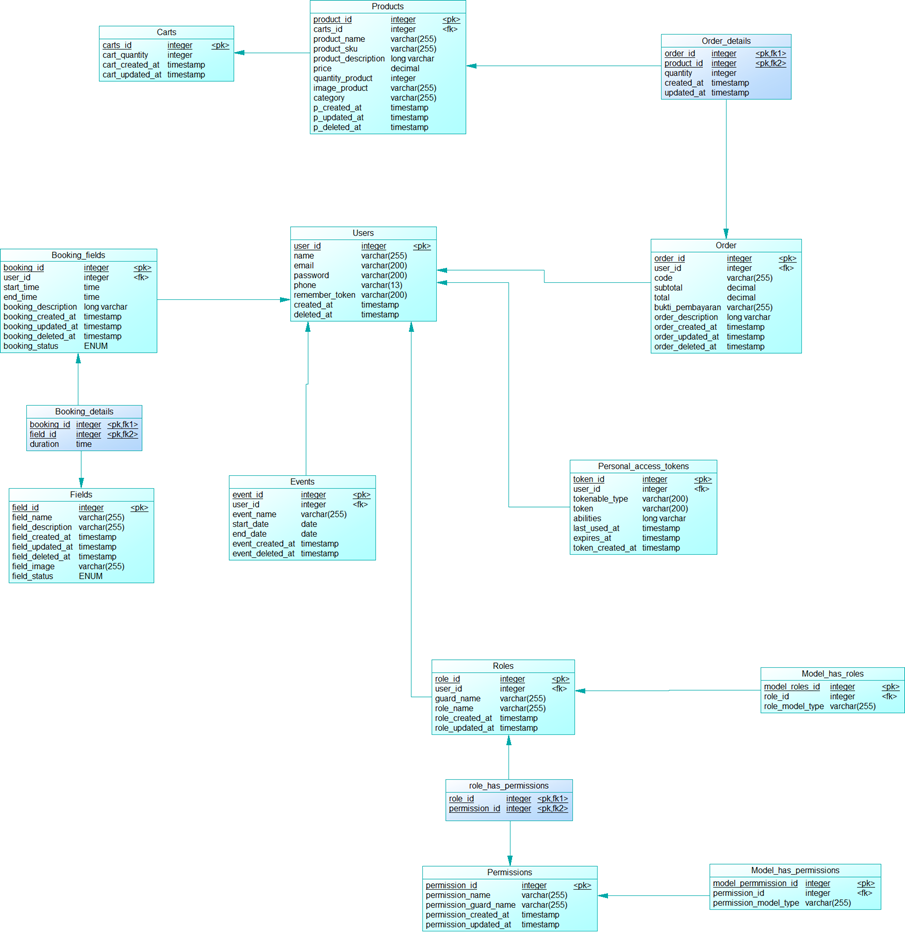 Products
product_id integer <pk>
carts_id integer <fk>
product_name varchar(255)
product_sku varchar(255)
product_description long varchar
price decimal
quantity_product integer
image_product varchar(255)
category varchar(255)
p_created_at timestamp
p_updated_at timestamp
p_deleted_at timestamp
Carts
carts_id integer <pk>
cart_quantity integer
cart_created_at timestamp
cart_updated_at timestamp
Order_details
order_id integer <pk,fk1>
product_id integer <pk,fk2>
quantity integer
created_at timestamp
updated_at timestamp
Users
user_id integer <pk>
name varchar(255)
email varchar(200)
password varchar(200)
phone varchar(13)
remember_token varchar(200)
created_at timestamp
deleted_at timestamp
Order
order_id integer <pk>
user_id integer <fk>
code varchar(255)
subtotal decimal
total decimal
bukti_pembayaran varchar(255)
order_description long varchar
order_created_at timestamp
order_updated_at timestamp
order_deleted_at timestamp
Booking_fields
booking_id integer <pk>
user_id integer <fk>
start_time time
end_time time
booking_description long varchar
booking_created_at timestamp
booking_updated_at timestamp
booking_deleted_at timestamp
booking_status ENUM
Booking_details
booking_id integer <pk,fk1>
field_id integer <pk,fk2>
duration time
Fields
field_id integer <pk>
field_name varchar(255)
field_description varchar(255)
field_created_at timestamp
field_updated_at timestamp
field_deleted_at timestamp
field_image varchar(255)
field_status ENUM
Events
event_id integer <pk>
user_id integer <fk>
event_name varchar(255)
start_date date
end_date date
event_created_at timestamp
event_deleted_at timestamp
Personal_access_tokens
token_id integer <pk>
user_id integer <fk>
tokenable_type varchar(200)
token varchar(200)
abilities long varchar
last_used_at timestamp
expires_at timestamp
token_created_at timestamp
Roles
role_id integer <pk>
user_id integer <fk>
guard_name varchar(255)
role_name varchar(255)
role_created_at timestamp
role_updated_at timestamp
Model_has_roles
model_roles_id integer <pk>
role_id integer <fk>
role_model_type varchar(255)
role_has_permissions
role_id integer <pk,fk1>
permission_id integer <pk,fk2>
Permissions
permission_id integer <pk>
permission_name varchar(255)
permission_guard_name varchar(255)
permission_created_at timestamp
permission_updated_at timestamp
Model_has_permissions
model_permmission_id integer <pk>
permission_id integer <fk>
permission_model_type varchar(255)